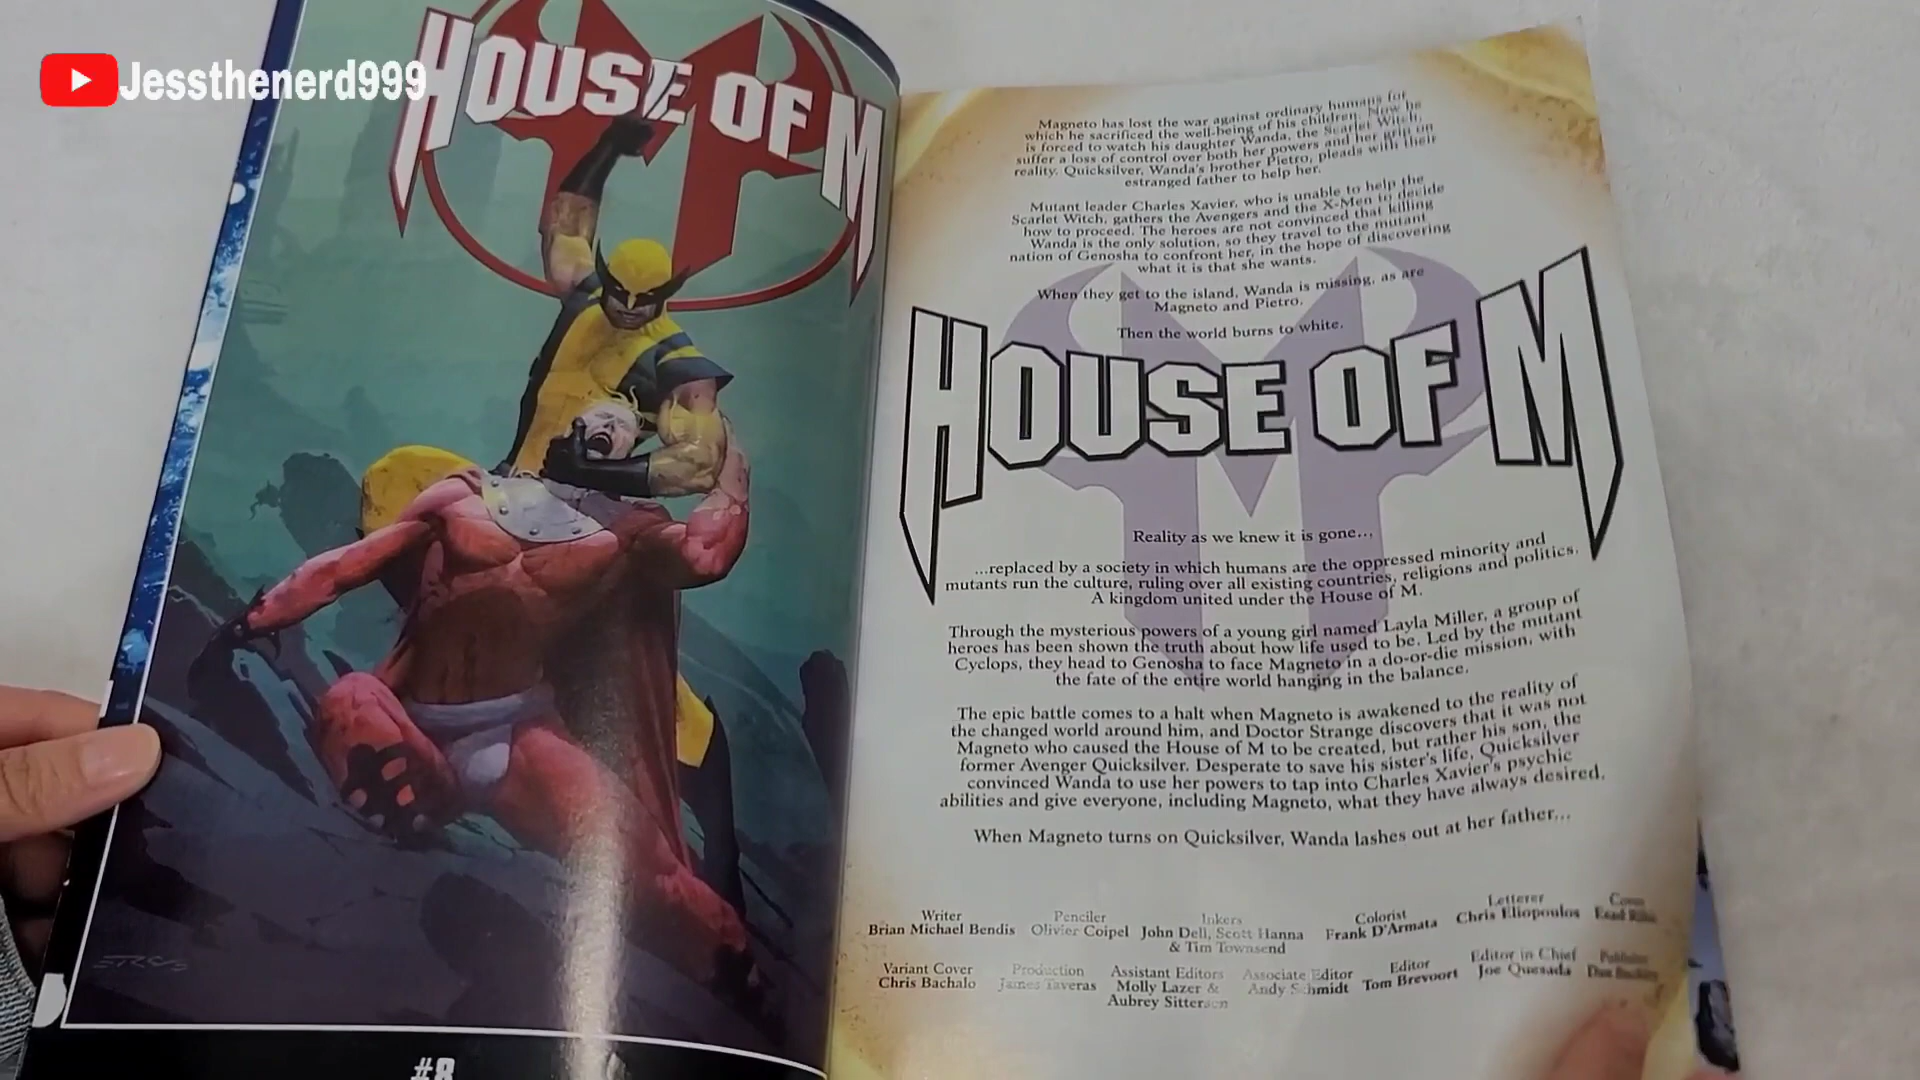 Jessthenerd999
HOUSE OF M
#8
Magneto has lost the war against ordinary humans for
which he sacrificed the well-being of his children. Now he
is forced to watch his daughter Wanda, the Scarlet Witch,
suffer a loss of control over both her powers and her grip on
reality. Quicksilver, Wanda's brother Pietro, pleads with their
estranged father to help her.
Mutant leader Charles Xavier, who is unable to help the
Scarlet Witch, gathers the Avengers and the X-Men to decide
how to proceed. The heroes are not convinced that killing
Wanda is the only solution, so they travel to the mutant
nation of Genosha to confront her, in the hope of discovering
what it is that she wants.
When they get to the island, Wanda is missing, as are
Magneto and Pietro.
Then the world burns to white.
HOUSE OF M
Reality as we knew it is gone...
...replaced by a society in which humans are the oppressed minority and
mutants run the culture, ruling over all existing countries, religions and politics.
A kingdom united under the House of M.
Through the mysterious powers of a young girl named Layla Miller, a group of
heroes has been shown the truth about how life used to be. Led by the mutant
Cyclops, they head to Genosha to face Magneto in a do-or-die mission, with
the fate of the entire world hanging in the balance.
The epic battle comes to a halt when Magneto is awakened to the reality of
the changed world around him, and Doctor Strange discovers that it was not
Magneto who caused the House of M to be created, but rather his son, the
former Avenger Quicksilver. Desperate to save his sister's life, Quicksilver
convinced Wanda to use her powers to tap into Charles Xavier's psychic
abilities and give everyone, including Magneto, what they have always desired.
When Magneto turns on Quicksilver, Wanda lashes out at her father...
Writer Penciler Inkers Colorist Letterer Cover
Brian Michael Bendis Olivier Coipel John Dell, Scott Hanna Frank D'Armata Chris Eliopoulos Esad Ribic
& Tim Townsend
Variant Cover Production Assistant Editors Associate Editor Editor Editor in Chief Publisher
Chris Bachalo James Taveras Molly Lazer & Andy Schmidt Tom Brevoort Joe Quesada Dan Buckley
Aubrey Sitterson